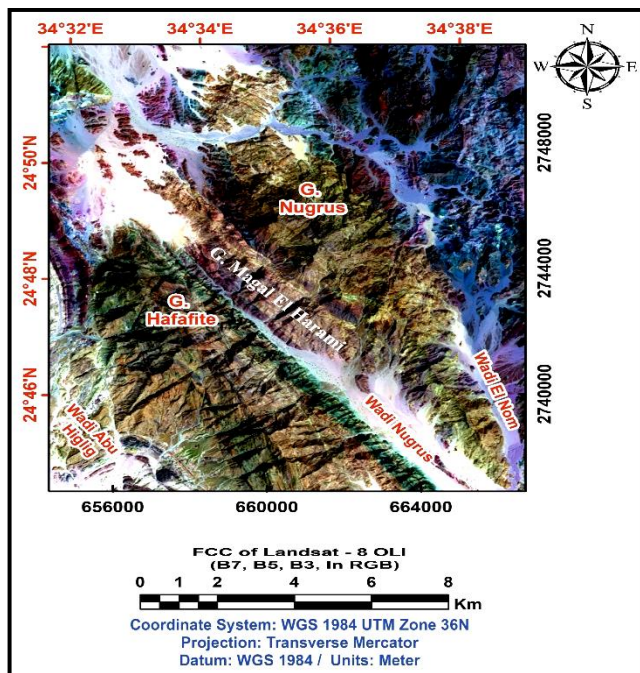 34°32'E 34°34'E 34°36'E 34°38'E
N
W E
S
24°50'N
24°48'N
24°46'N
2748000
2744000
2740000
G.
Nugrus
G. Magal El Harami
G.
Hafafite
Wadi El Nom
Wadi Nugrus
Wadi Abu
Higlig
656000 660000 664000
FCC of Landsat - 8 OLI
(B7, B5, B3, In RGB)
0 1 2 4 6 8
Km
Coordinate System: WGS 1984 UTM Zone 36N
Projection: Transverse Mercator
Datum: WGS 1984 / Units: Meter